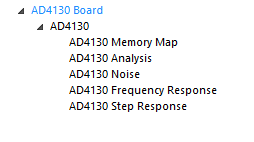 AD4130 Board
AD4130
AD4130 Memory Map
AD4130 Analysis
AD4130 Noise
AD4130 Frequency Response
AD4130 Step Response